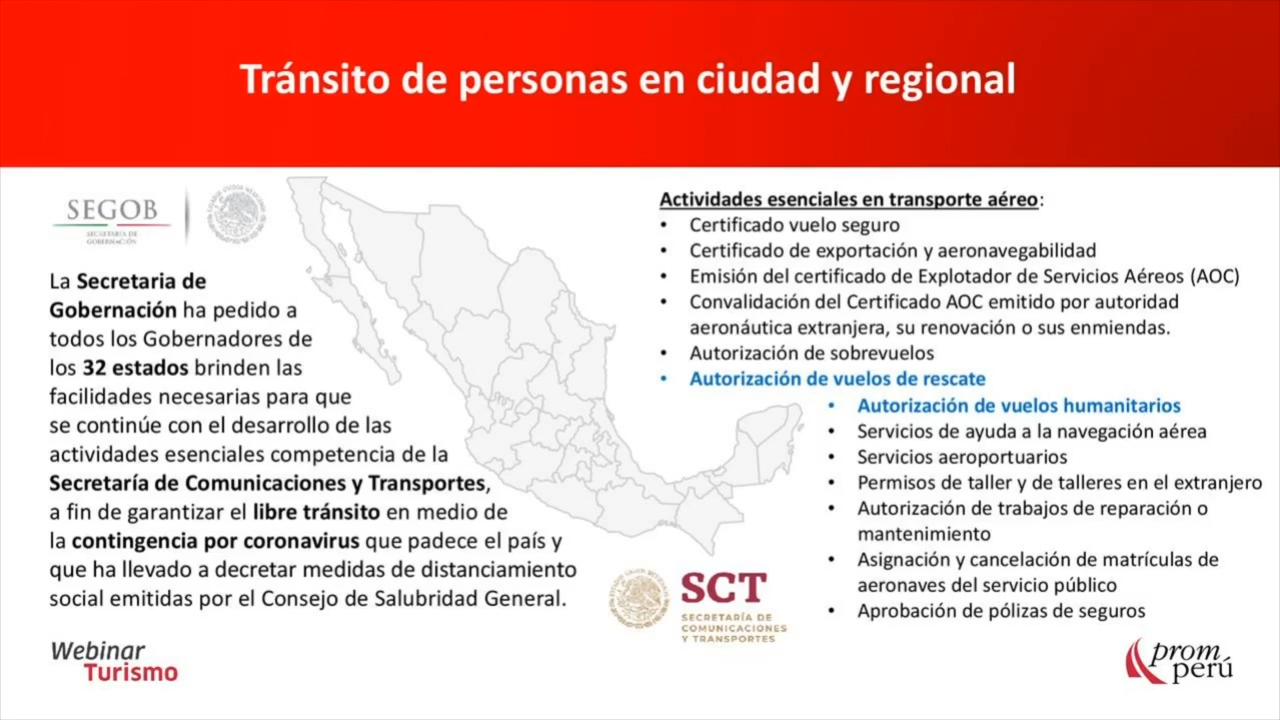 Tránsito de personas en ciudad y regional
SEGOB
SECRETARÍA DE
GOBERNACIÓN
La Secretaria de
Gobernación ha pedido a
todos los Gobernadores de
los 32 estados brinden las
facilidades necesarias para que
se continúe con el desarrollo de las
actividades esenciales competencia de la
Secretaría de Comunicaciones y Transportes,
a fin de garantizar el libre tránsito en medio de
la contingencia por coronavirus que padece el país y
que ha llevado a decretar medidas de distanciamiento
social emitidas por el Consejo de Salubridad General.
Actividades esenciales en transporte aéreo:
• Certificado vuelo seguro
• Certificado de exportación y aeronavegabilidad
• Emisión del certificado de Explotador de Servicios Aéreos (AOC)
• Convalidación del Certificado AOC emitido por autoridad
aeronáutica extranjera, su renovación o sus enmiendas.
• Autorización de sobrevuelos
• Autorización de vuelos de rescate
• Autorización de vuelos humanitarios
• Servicios de ayuda a la navegación aérea
• Servicios aeroportuarios
• Permisos de taller y de talleres en el extranjero
• Autorización de trabajos de reparación o
mantenimiento
• Asignación y cancelación de matrículas de
aeronaves del servicio público
• Aprobación de pólizas de seguros
SCT
SECRETARÍA DE
COMUNICACIONES
Y TRANSPORTES
Webinar
Turismo
prom
perú